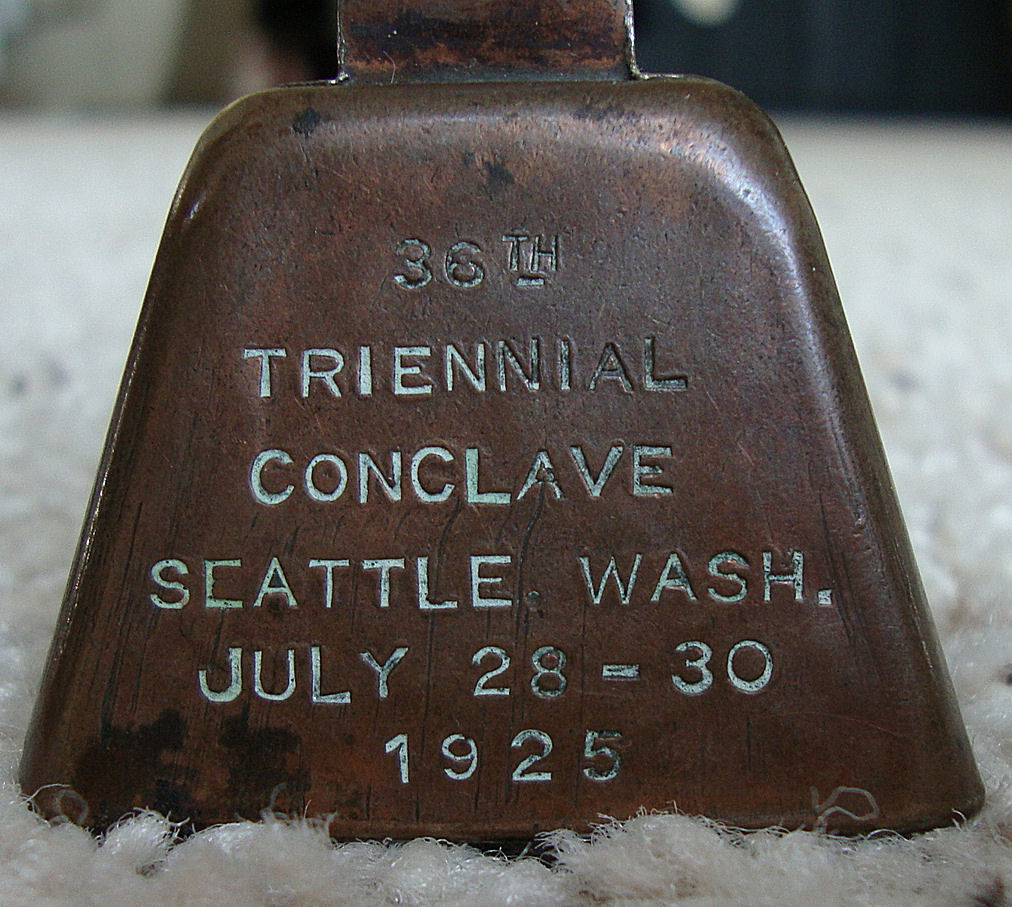 36TH
TRIENNIAL
CONCLAVE
SEATTLE, WASH.
JULY 28-30
1925